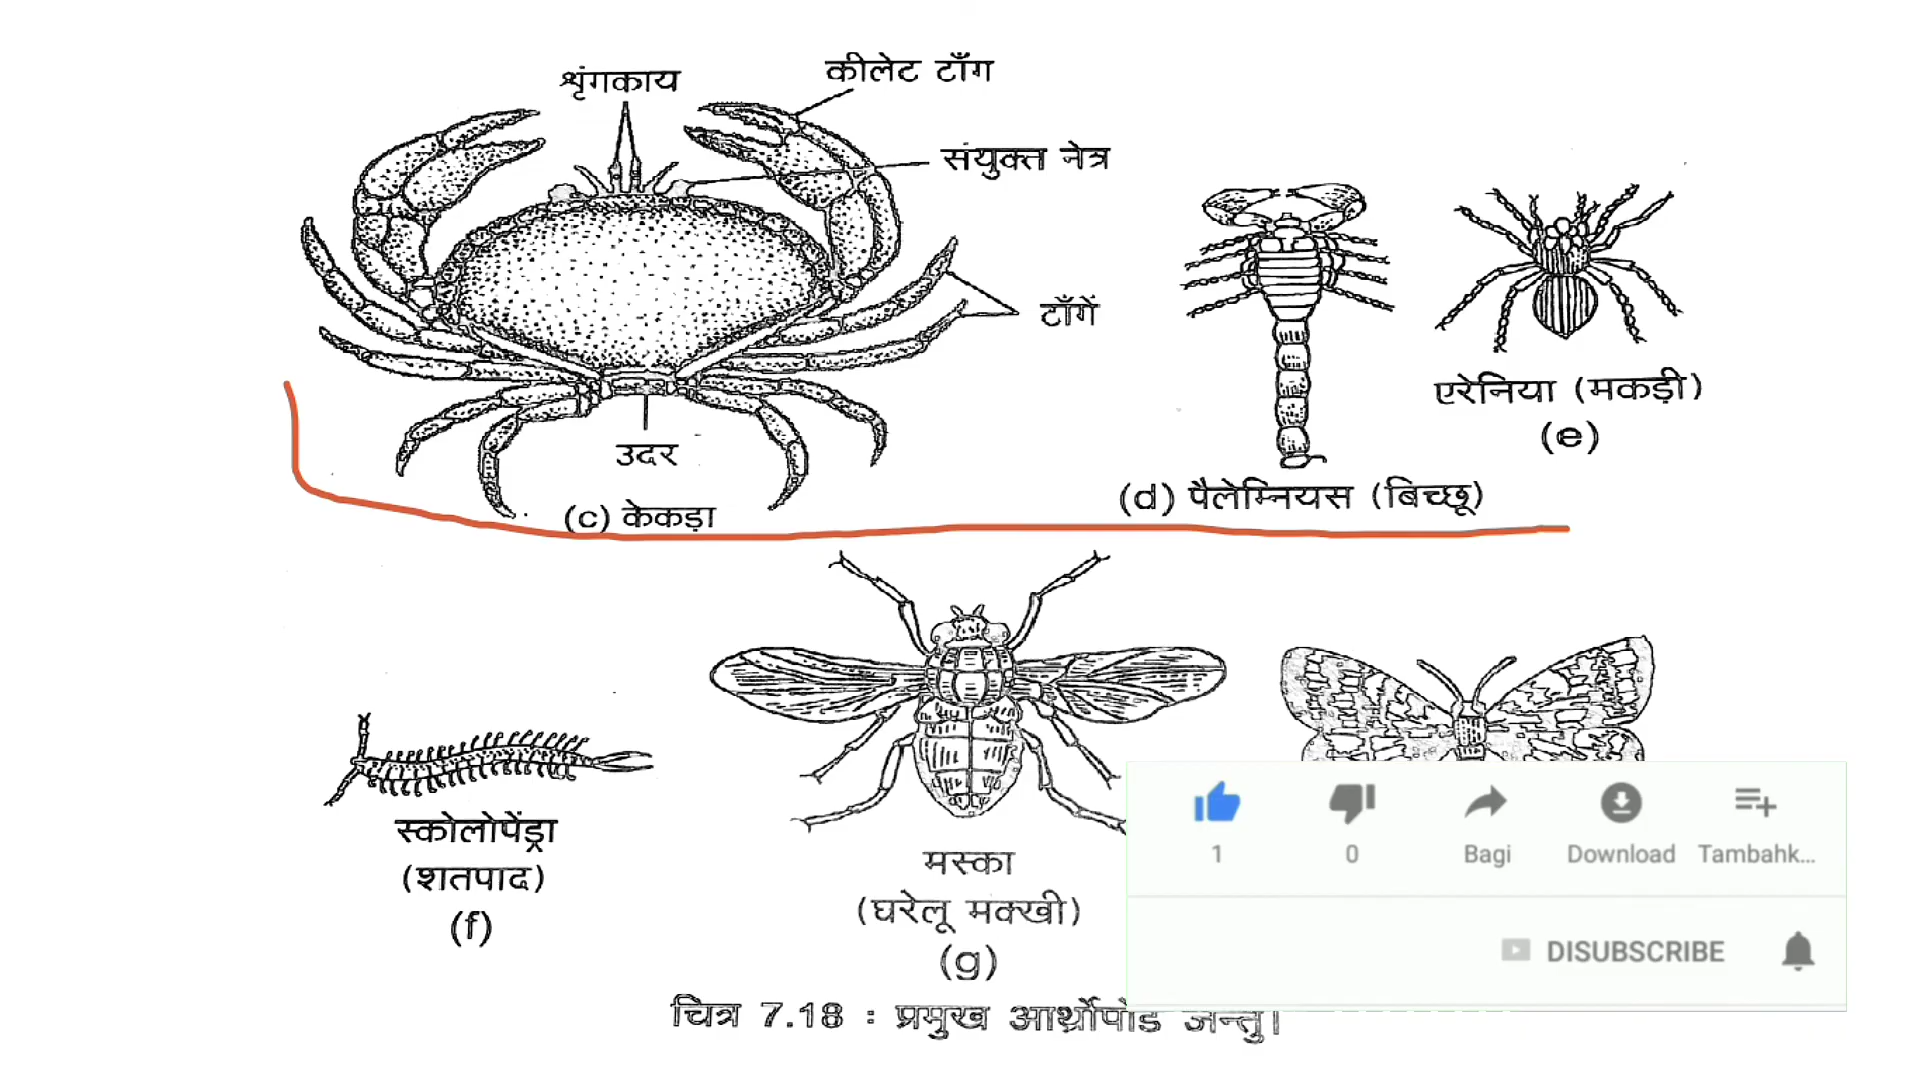 शृंगकाय
कीलेट टाँग
संयुक्त नेत्र
टाँगें
उदर
(c) केकड़ा
(d) पैलेम्नियस (बिच्छू)
एरेनिया (मकड़ी)
(e)
स्कोलोपेंड्रा
(शतपाद)
(f)
मस्का
(घरेलू मक्खी)
(g)
1
0
Bagi
Download
Tambahk...
DISUBSCRIBE
चित्र 7.18 : प्रमुख आर्थ्रोपोड जन्तु।